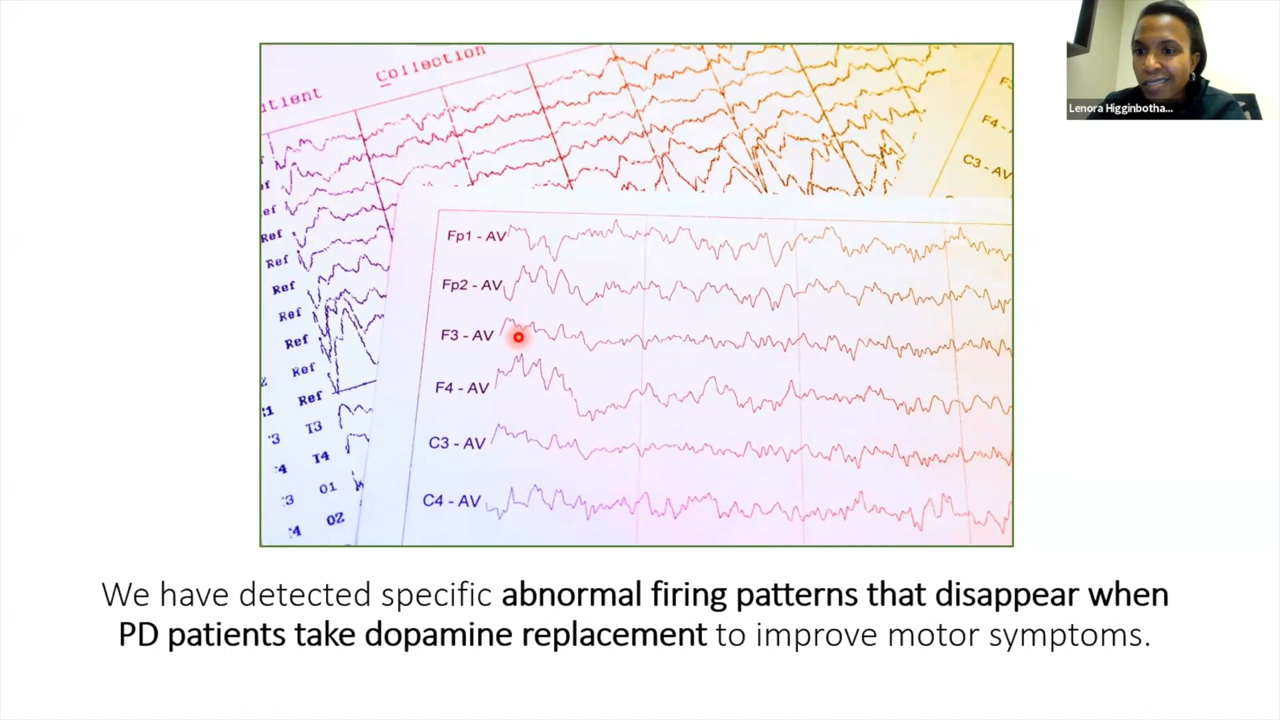 Collection
Lenora Higginbotha...
F4 -
C3 - AV
Ref
Ref
Ref
Ref
Ref
Ref
Ref
T3
T4
O1
O2
Fp1 - AV
Fp2 - AV
F3 - AV
F4 - AV
C3 - AV
C4 - AV
We have detected specific abnormal firing patterns that disappear when
PD patients take dopamine replacement to improve motor symptoms.